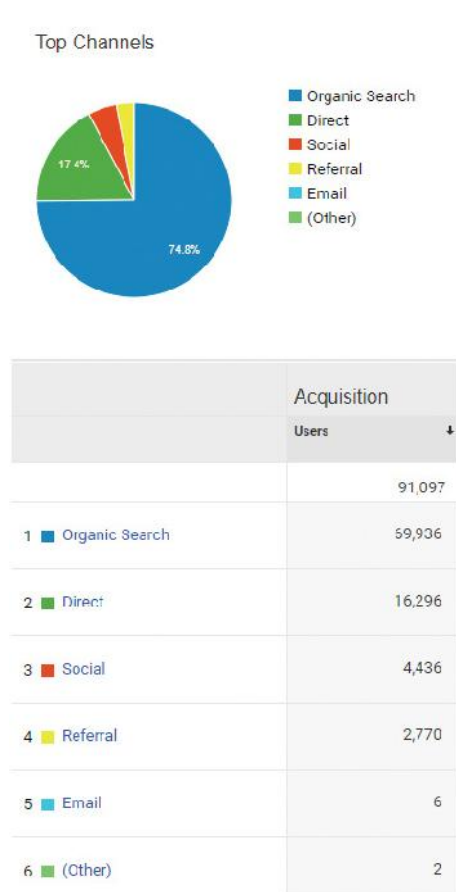 Top Channels
Organic Search
Direct
Social
Referral
Email
(Other)
17.4%
74.8%
Acquisition
Users
91,097
1 Organic Search 69,936
2 Direct 16,296
3 Social 4,436
4 Referral 2,770
5 Email 6
6 (Other) 2